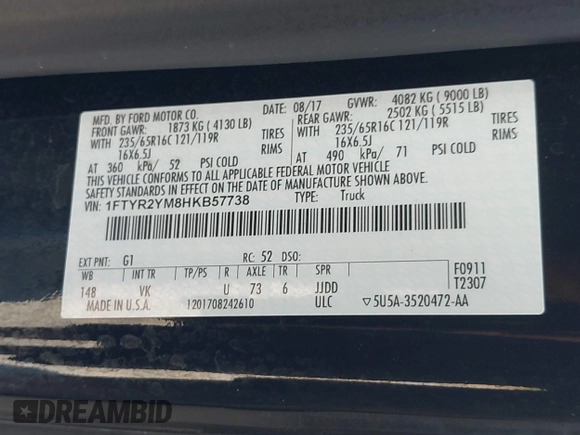 MFD. BY FORD MOTOR CO.
DATE: 08/17 GVWR: 4082 KG ( 9000 LB)
FRONT GAWR: 1873 KG ( 4130 LB)
REAR GAWR: 2502 KG ( 5515 LB)
WITH 235/65R16C 121/119R TIRES
WITH 235/65R16C 121/119R TIRES
16X6.5J RIMS
16X6.5J RIMS
AT 360 kPa/ 52 PSI COLD
AT 490 kPa/ 71 PSI COLD
THIS VEHICLE CONFORMS TO ALL APPLICABLE FEDERAL MOTOR VEHICLE
SAFETY STANDARDS IN EFFECT ON THE DATE OF MANUFACTURE SHOWN ABOVE.
VIN: 1FTYR2YM8HKB57738
TYPE: Truck
EXT PNT: G1 RC: 52 DSO:
WB INT TR TP/PS R AXLE TR SPR
148 VK U 73 6 JJDD
F0911
T2307
MADE IN U.S.A. 1201708242610 ULC ▽5U5A-3520472-AA
DREAMBID